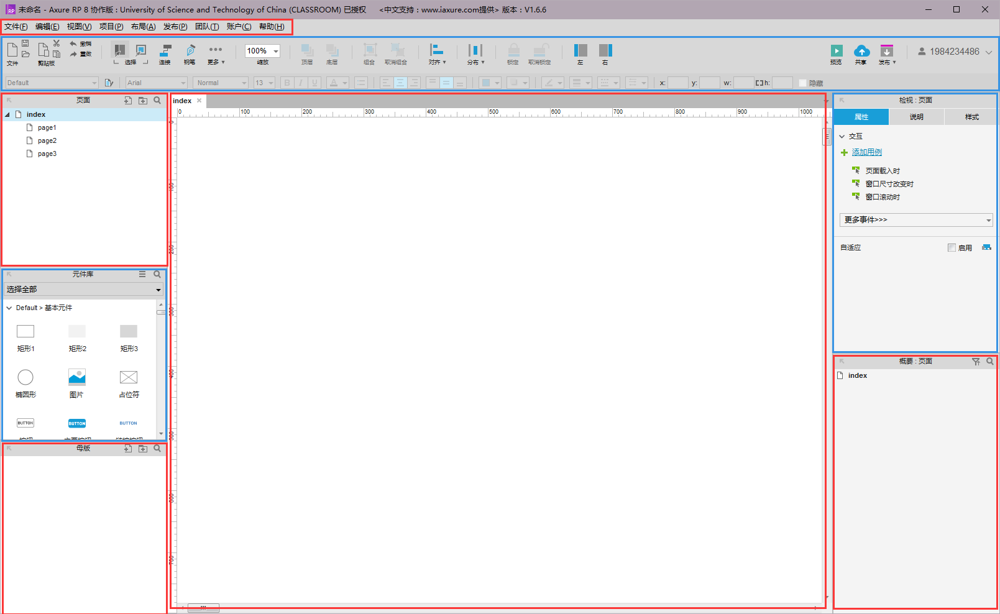 未命名 - Axure RP 8 协作版 : University of Science and Technology of China (CLASSROOM) 已授权 <中文支持：www.iaxure.com提供> 版本：V1.6.6
文件(F) 编辑(E) 视图(V) 项目(P) 布局(A) 发布(P) 团队(T) 账户(C) 帮助(H)
撤销
重做
文件 剪贴板 选择 连接 钢笔 更多 100% 缩放 顶层 底层 组合 取消组合 对齐 分布 锁定 取消锁定 左 右 预览 共享 发布 1984234486
Default Arial Normal 13 B I U A x: y: w: h: 隐藏
页面
index
page1
page2
page3
元件库
选择全部
Default > 基本元件
矩形1 矩形2 矩形3
椭圆形 图片 占位符
BUTTON BUTTON BUTTON
母版
index
0 100 200 300 400 500 600 700 800 900 1000
0
100
200
300
400
500
600
700
检视 : 页面
属性 说明 样式
交互
添加用例
页面载入时
窗口尺寸改变时
窗口滚动时
更多事件>>>
自适应 启用
概要 : 页面
index